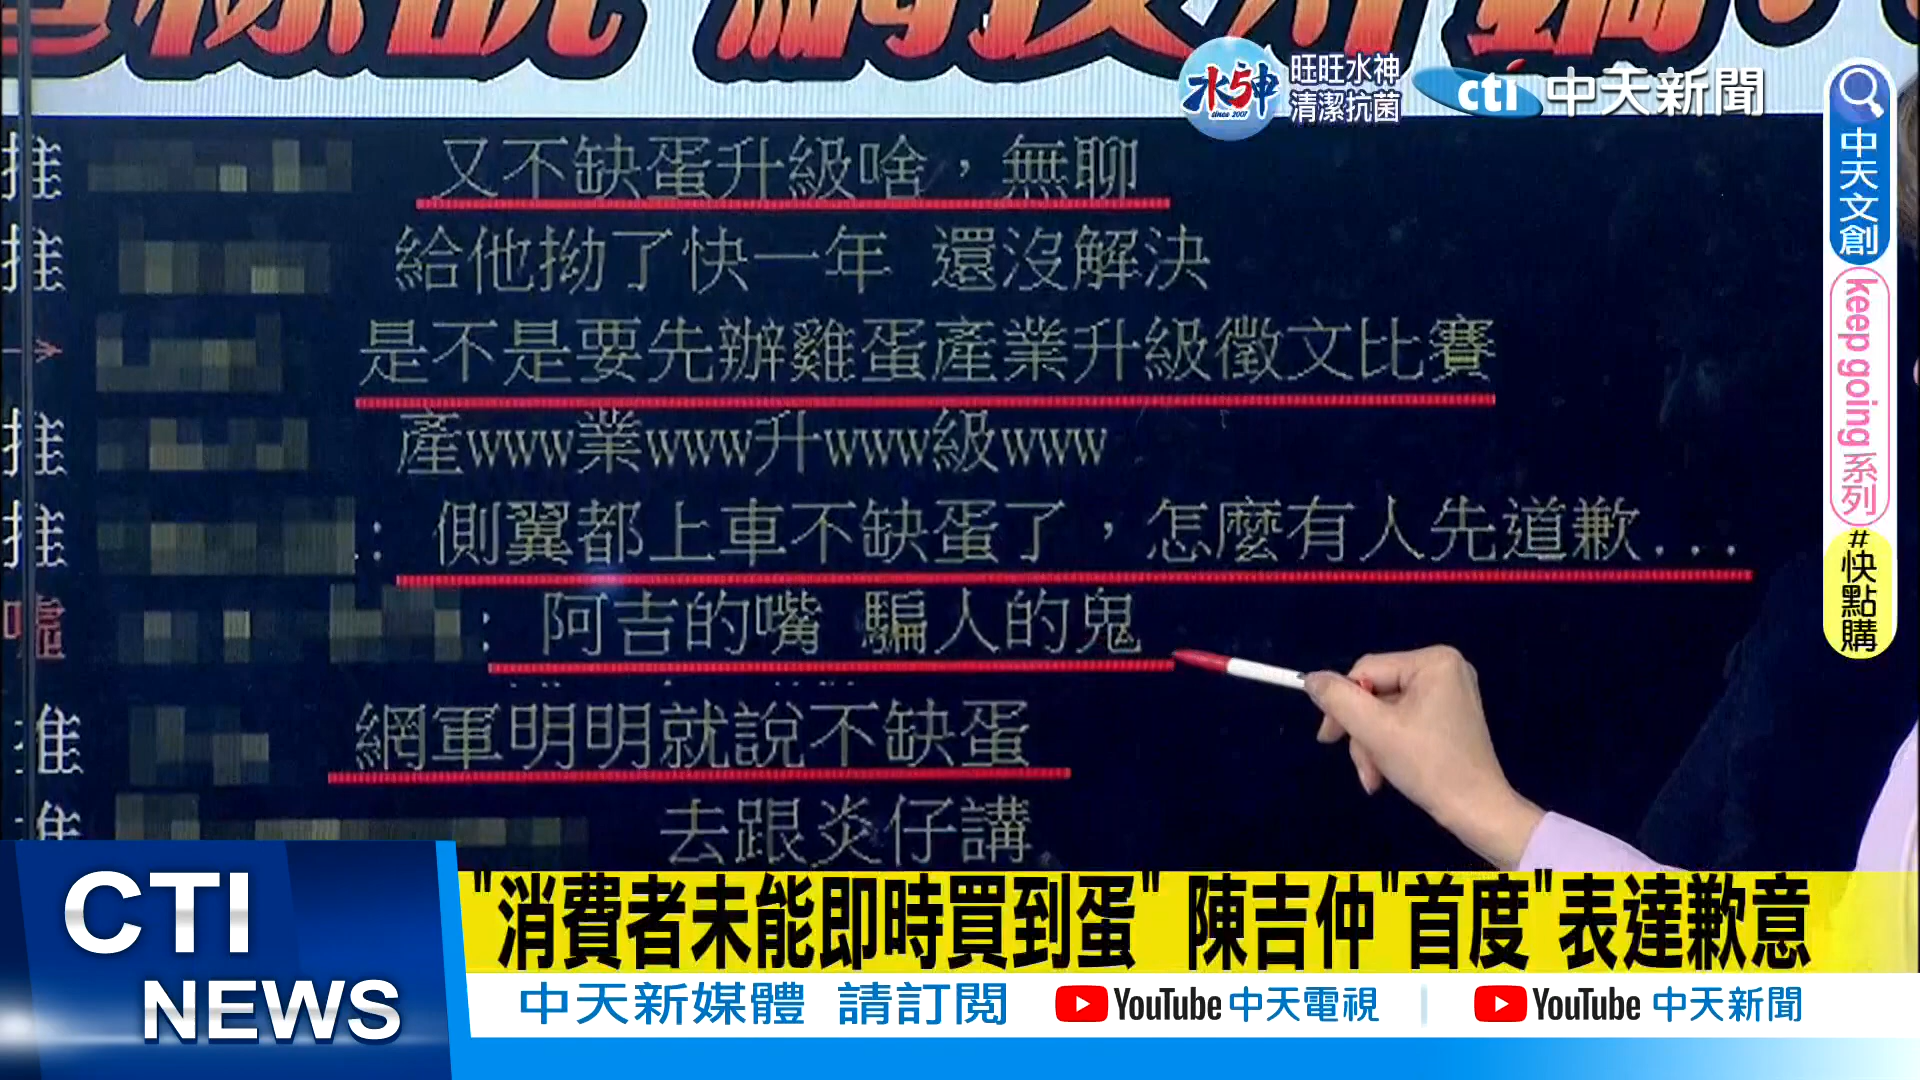 水神
since 2007
旺旺水神
清潔抗菌
cti 中天新聞
中天文創
keep going 系列
#快點購
推 又不缺蛋升級啥，無聊
推 給他拗了快一年 還沒解決
→ 是不是要先辦雞蛋產業升級徵文比賽
推 產www業www升www級www
推 : 側翼都上車不缺蛋了，怎麼有人先道歉...
噓 : 阿吉的嘴 騙人的鬼
推 網軍明明就說不缺蛋
推 去跟炎仔講
CTI NEWS
"消費者未能即時買到蛋" 陳吉仲"首度"表達歉意
中天新媒體 請訂閱 YouTube 中天電視 YouTube 中天新聞